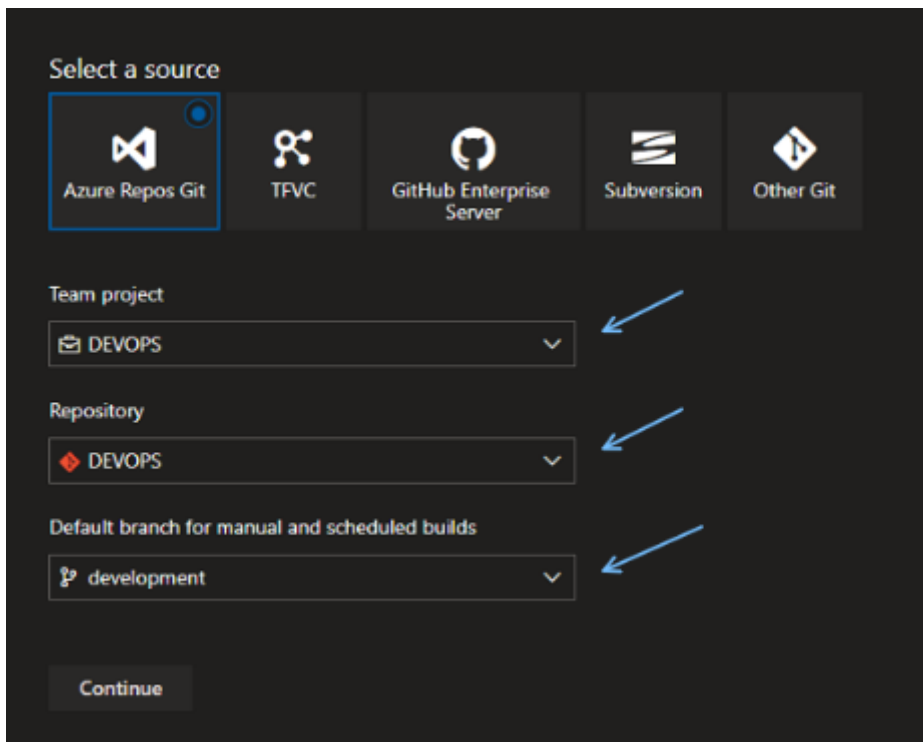 Select a source
Azure Repos Git
TFVC
GitHub Enterprise
Server
Subversion
Other Git
Team project
DEVOPS
Repository
DEVOPS
Default branch for manual and scheduled builds
development
Continue